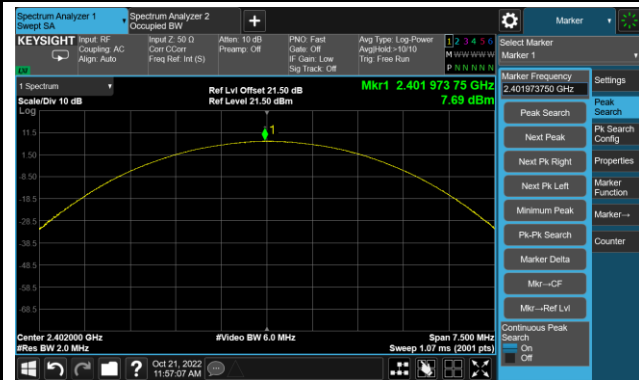 Spectrum Analyzer 1
Swept SA
Spectrum Analyzer 2
Occupied BW
+
Marker
KEYSIGHT
Input: RF
Coupling: AC
Align: Auto
Input Z: 50 Ω
Corr CCorr
Freq Ref: Int (S)
Atten: 10 dB
Preamp: Off
PNO: Fast
Gate: Off
IF Gain: Low
Sig Track: Off
Avg Type: Log-Power
Avg|Hold:>10/10
Trig: Free Run
1 2 3 4 5 6
M W W W W W
P N N N N N
Select Marker
Marker 1
LXI
1 Spectrum
Scale/Div 10 dB
Log
Ref Lvl Offset 21.50 dB
Ref Level 21.50 dBm
Mkr1 2.401 973 75 GHz
7.69 dBm
1
11.5
1.50
-8.50
-18.5
-28.5
-38.5
-48.5
-58.5
-68.5
Center 2.402000 GHz
#Res BW 2.0 MHz
#Video BW 6.0 MHz
Span 7.500 MHz
Sweep 1.07 ms (2001 pts)
Marker Frequency
2.401973750 GHz
Peak Search
Next Peak
Next Pk Right
Next Pk Left
Minimum Peak
Pk-Pk Search
Marker Delta
Mkr→CF
Mkr→Ref Lvl
Continuous Peak
Search
On
Off
Settings
Peak
Search
Pk Search
Config
Properties
Marker
Function
Marker→
Counter
?
Oct 21, 2022
11:57:07 AM